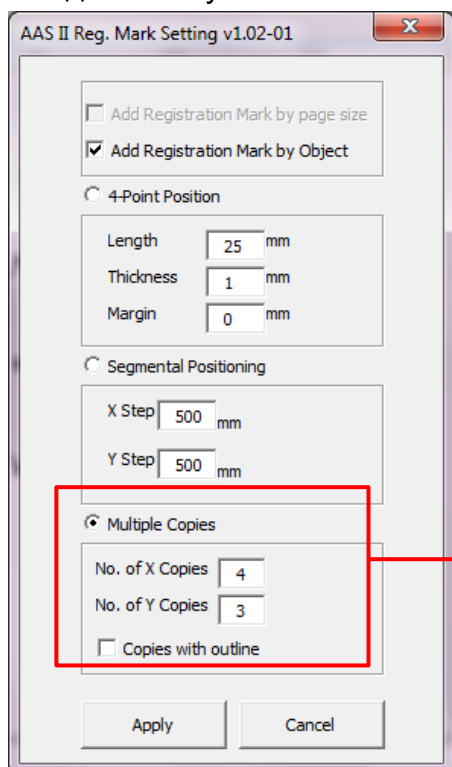 AAS II Reg. Mark Setting v1.02-01
Add Registration Mark by page size
Add Registration Mark by Object
4-Point Position
Length 25 mm
Thickness 1 mm
Margin 0 mm
Segmental Positioning
X Step 500 mm
Y Step 500 mm
Multiple Copies
No. of X Copies 4
No. of Y Copies 3
Copies with outline
Apply Cancel